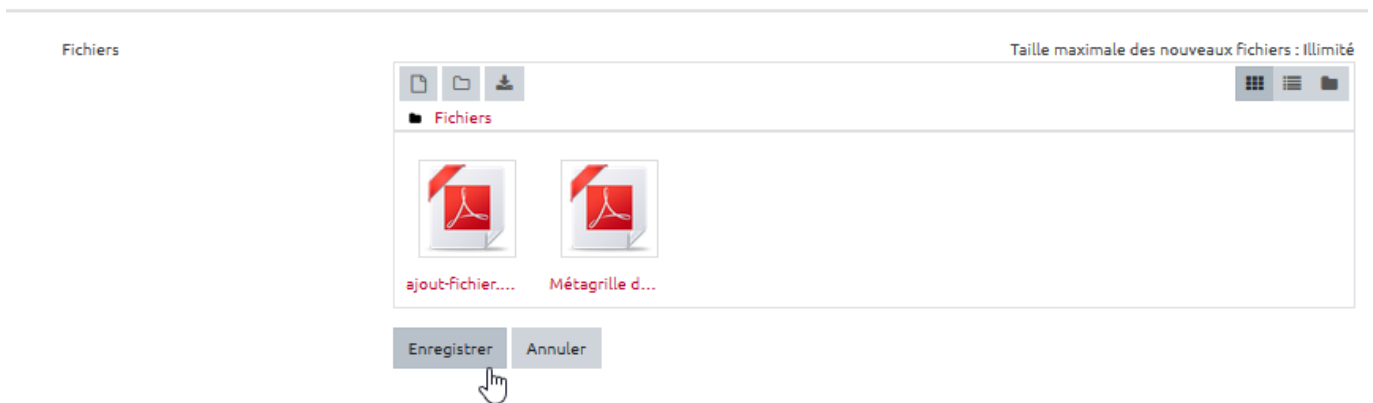 Fichiers
Taille maximale des nouveaux fichiers : Illimité
Fichiers
ajout-fichier....
Métagrille d...
Enregistrer
Annuler